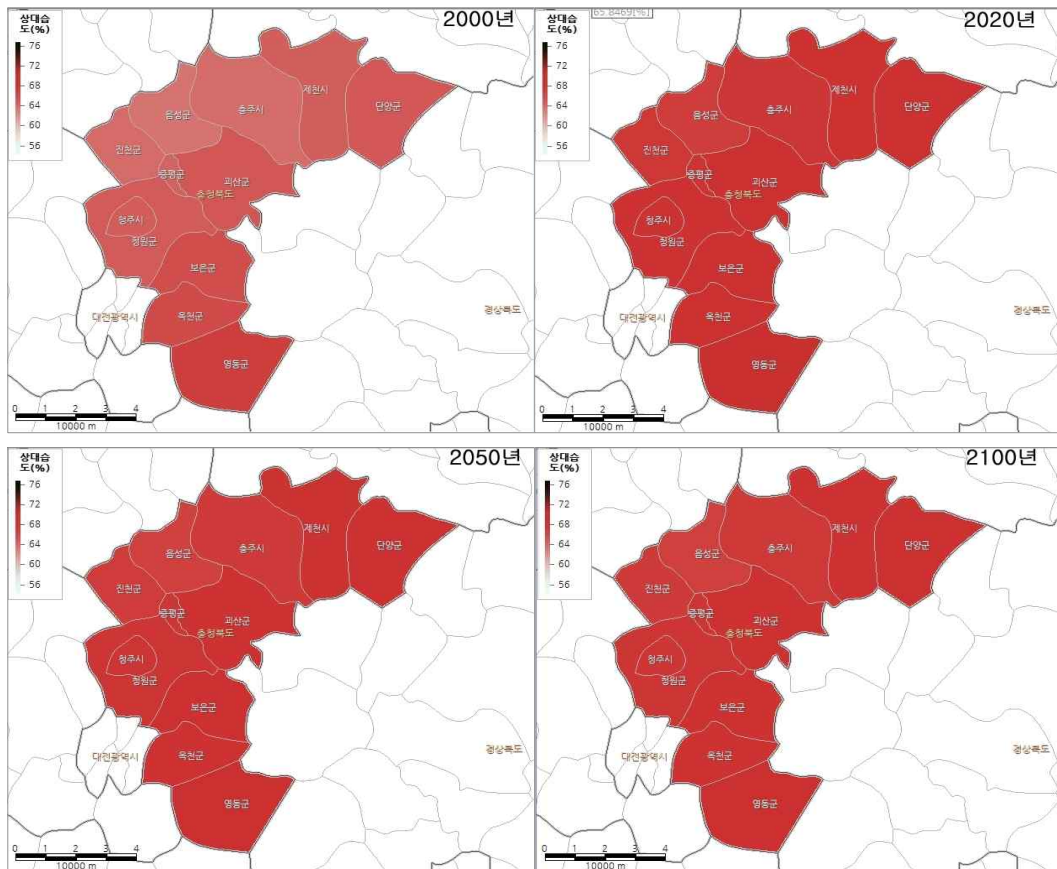 상대습
도(%)
76
72
68
64
60
56
2000년
음성군
충주시
제천시
단양군
진천군
증평군
괴산군
충청북도
청주시
청원군
보은군
대전광역시
옥천군
영동군
경상북도
0 1 2 3 4
10000 m
상대습
도(%)
76
72
68
64
60
56
65.8469[%]
2020년
음성군
충주시
제천시
단양군
진천군
증평군
괴산군
충청북도
청주시
청원군
보은군
대전광역시
옥천군
영동군
경상북도
0 1 2 3 4
10000 m
상대습
도(%)
76
72
68
64
60
56
2050년
음성군
충주시
제천시
단양군
진천군
증평군
괴산군
충청북도
청주시
청원군
보은군
대전광역시
옥천군
영동군
경상북도
0 1 2 3 4
10000 m
상대습
도(%)
76
72
68
64
60
56
2100년
음성군
충주시
제천시
단양군
진천군
증평군
괴산군
충청북도
청주시
청원군
보은군
대전광역시
옥천군
영동군
경상북도
0 1 2 3 4
10000 m